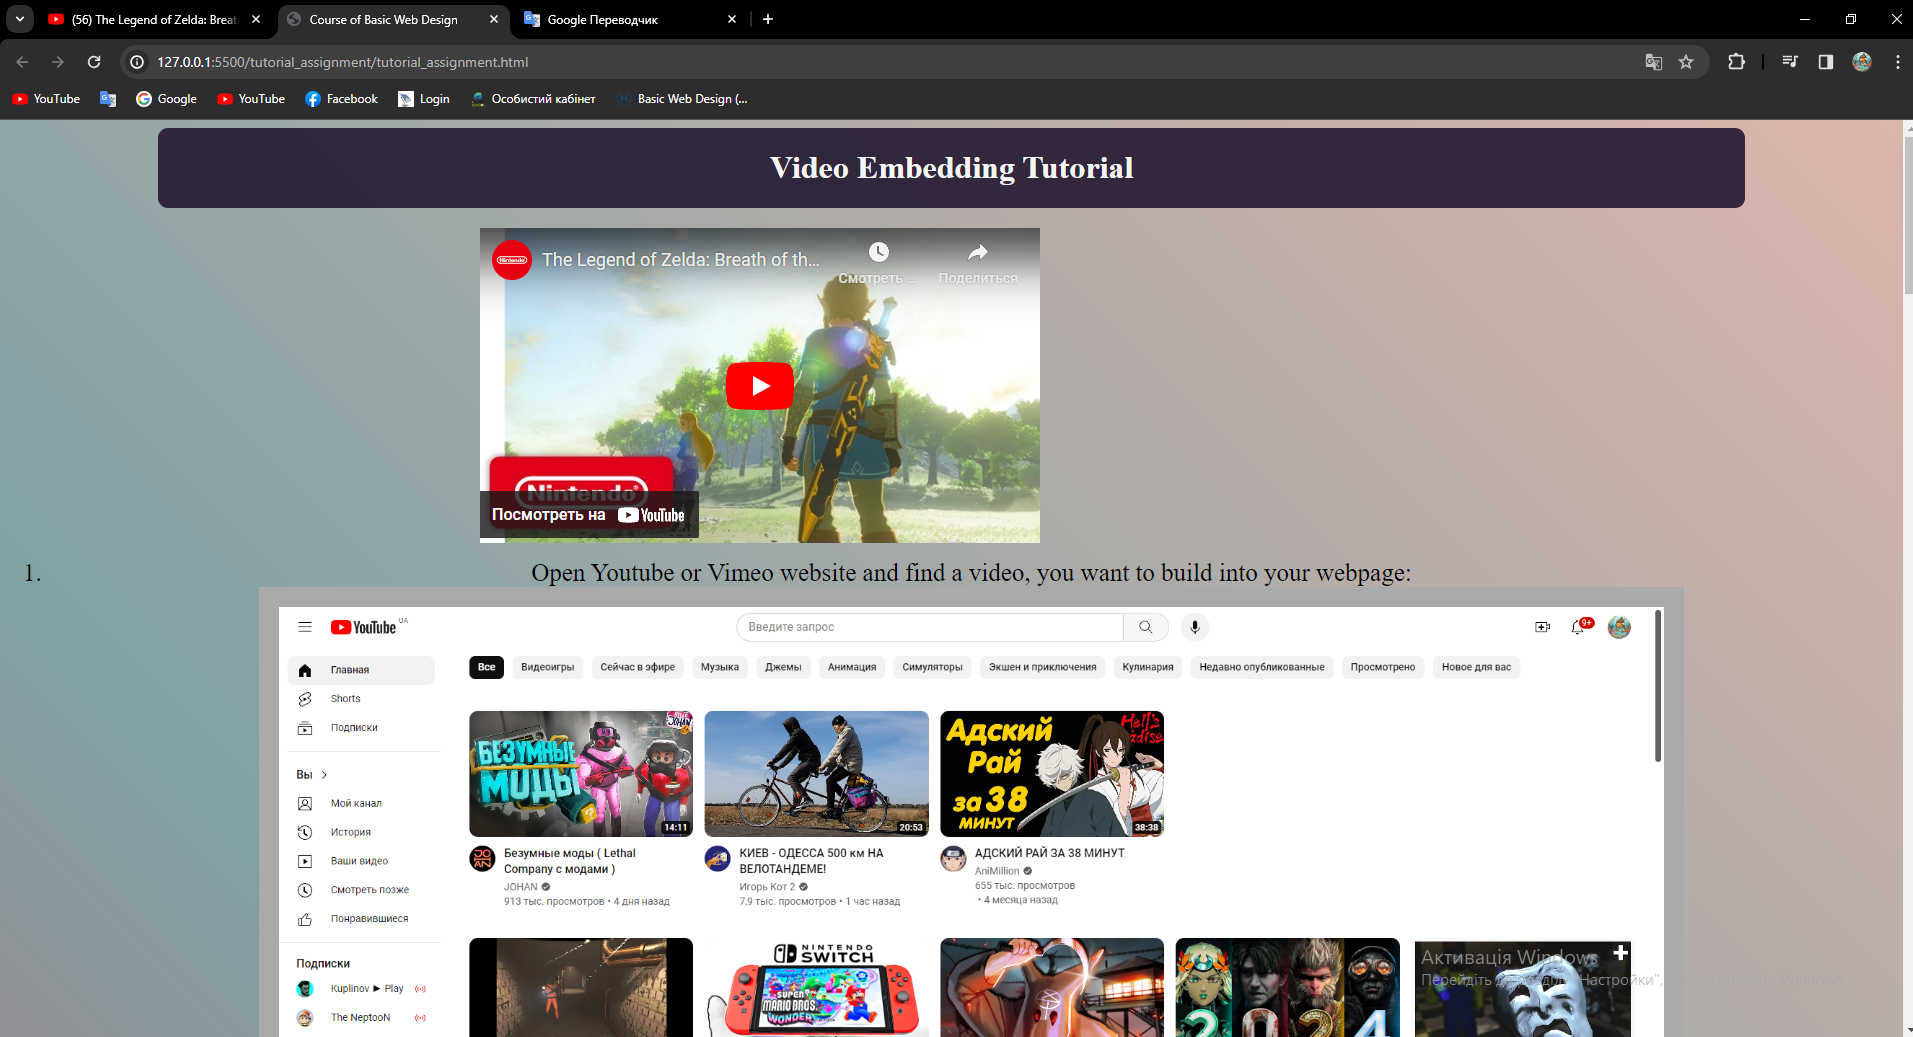 (56) The Legend of Zelda: Breat
Course of Basic Web Design
Google Переводчик
127.0.0.1:5500/tutorial_assignment/tutorial_assignment.html
YouTube
Google
YouTube
Facebook
Login
Особистий кабінет
Basic Web Design (...
Video Embedding Tutorial
Nintendo
The Legend of Zelda: Breath of th...
Смотреть ...
Поделиться
Nintendo
Посмотреть на YouTube
1. Open Youtube or Vimeo website and find a video, you want to build into your webpage:
YouTube UA
Введите запрос
9+
Главная
Shorts
Подписки
Вы
Мой канал
История
Ваши видео
Смотреть позже
Понравившиеся
Подписки
Kuplinov ► Play
The NeptooN
Все
Видеоигры
Сейчас в эфире
Музыка
Джемы
Анимация
Симуляторы
Экшен и приключения
Кулинария
Недавно опубликованные
Просмотрено
Новое для вас
JOHAN
БЕЗУМНЫЕ
МОДЫ
14:11
JOHAN
Безумные моды ( Lethal
Company с модами )
JOHAN
913 тыс. просмотров • 4 дня назад
20:53
КИЕВ - ОДЕССА 500 км НА
ВЕЛОТАНДЕМЕ!
Игорь Кот 2
7,9 тыс. просмотров • 1 час назад
Адский
Рай
за 38
минут
Hell's
38:38
АДСКИЙ РАЙ ЗА 38 МИНУТ
AniMillion
655 тыс. просмотров
• 4 месяца назад
NINTENDO
SWITCH
SUPER
MARIO BROS.
WONDER
2024
Активація Windows
Перейдіть до розділу "Настройки", щоб активувати Windows.